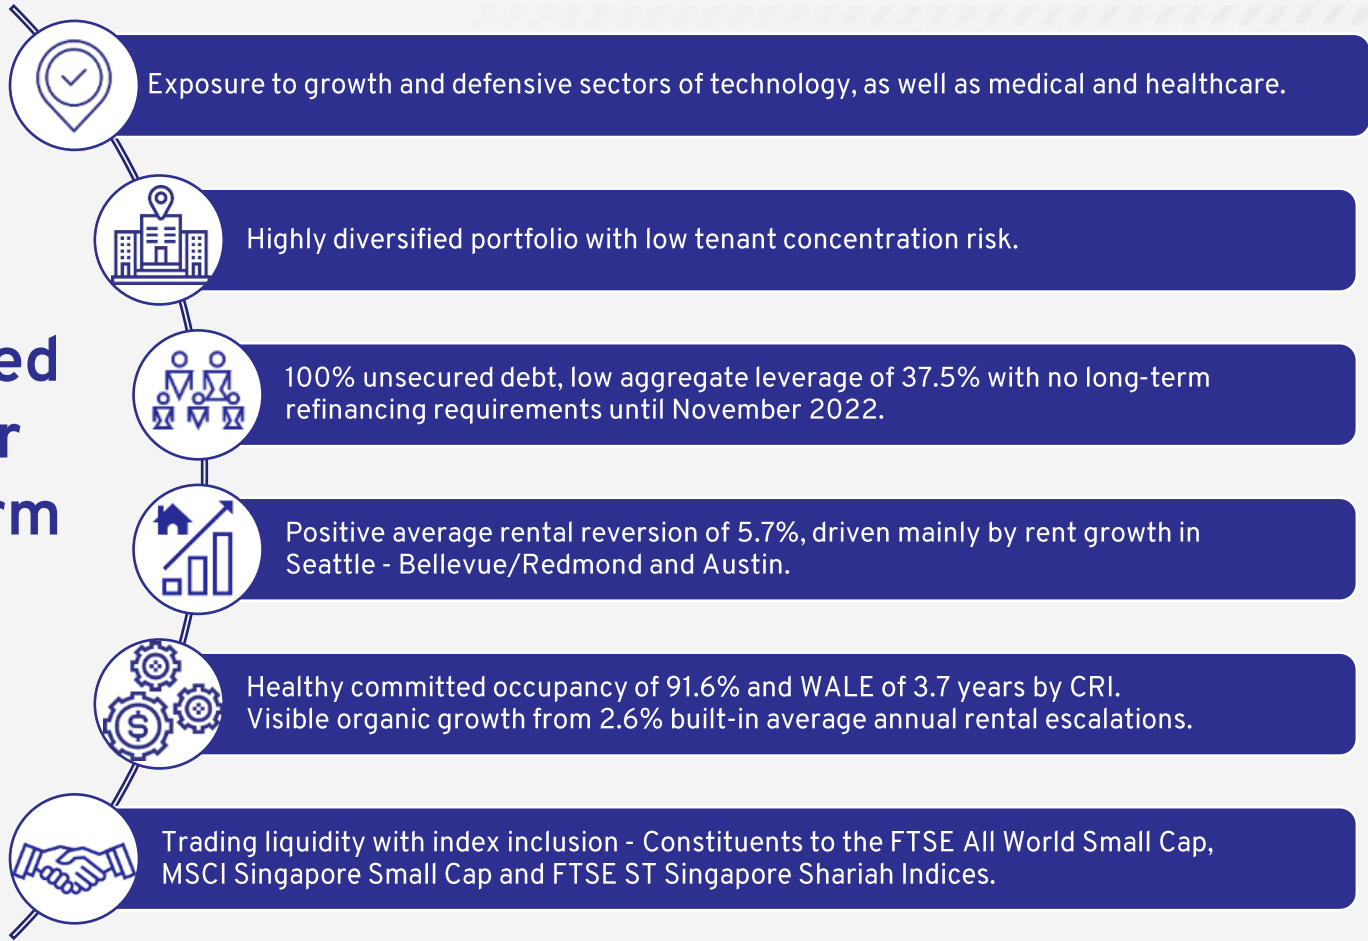 Exposure to growth and defensive sectors of technology, as well as medical and healthcare.
Highly diversified portfolio with low tenant concentration risk.
100% unsecured debt, low aggregate leverage of 37.5% with no long-term
refinancing requirements until November 2022.
Positive average rental reversion of 5.7%, driven mainly by rent growth in
Seattle - Bellevue/Redmond and Austin.
Healthy committed occupancy of 91.6% and WALE of 3.7 years by CRI.
Visible organic growth from 2.6% built-in average annual rental escalations.
Trading liquidity with index inclusion - Constituents to the FTSE All World Small Cap,
MSCI Singapore Small Cap and FTSE ST Singapore Shariah Indices.